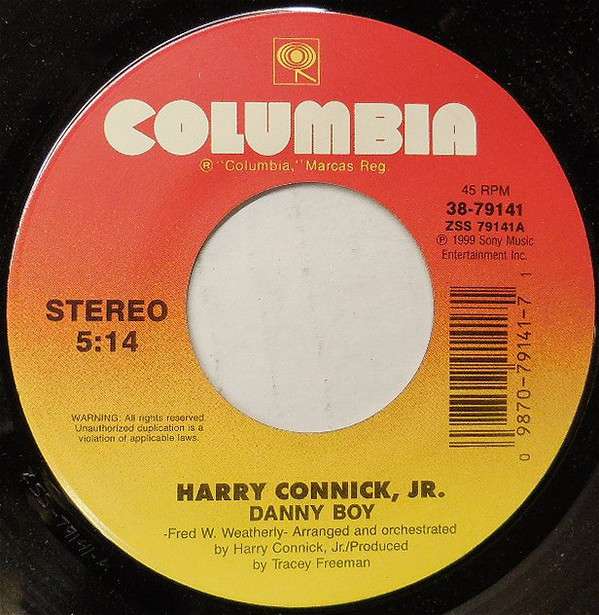 COLUMBIA
® "Columbia," Marcas Reg.
45 RPM
38-79141
ZSS 79141A
℗ 1999 Sony Music
Entertainment Inc.
STEREO
5:14
0 9870-79141-7 1
WARNING: All rights reserved.
Unauthorized duplication is a
violation of applicable laws.
HARRY CONNICK, JR.
DANNY BOY
-Fred W. Weatherly- Arranged and orchestrated
by Harry Connick, Jr./Produced
by Tracey Freeman